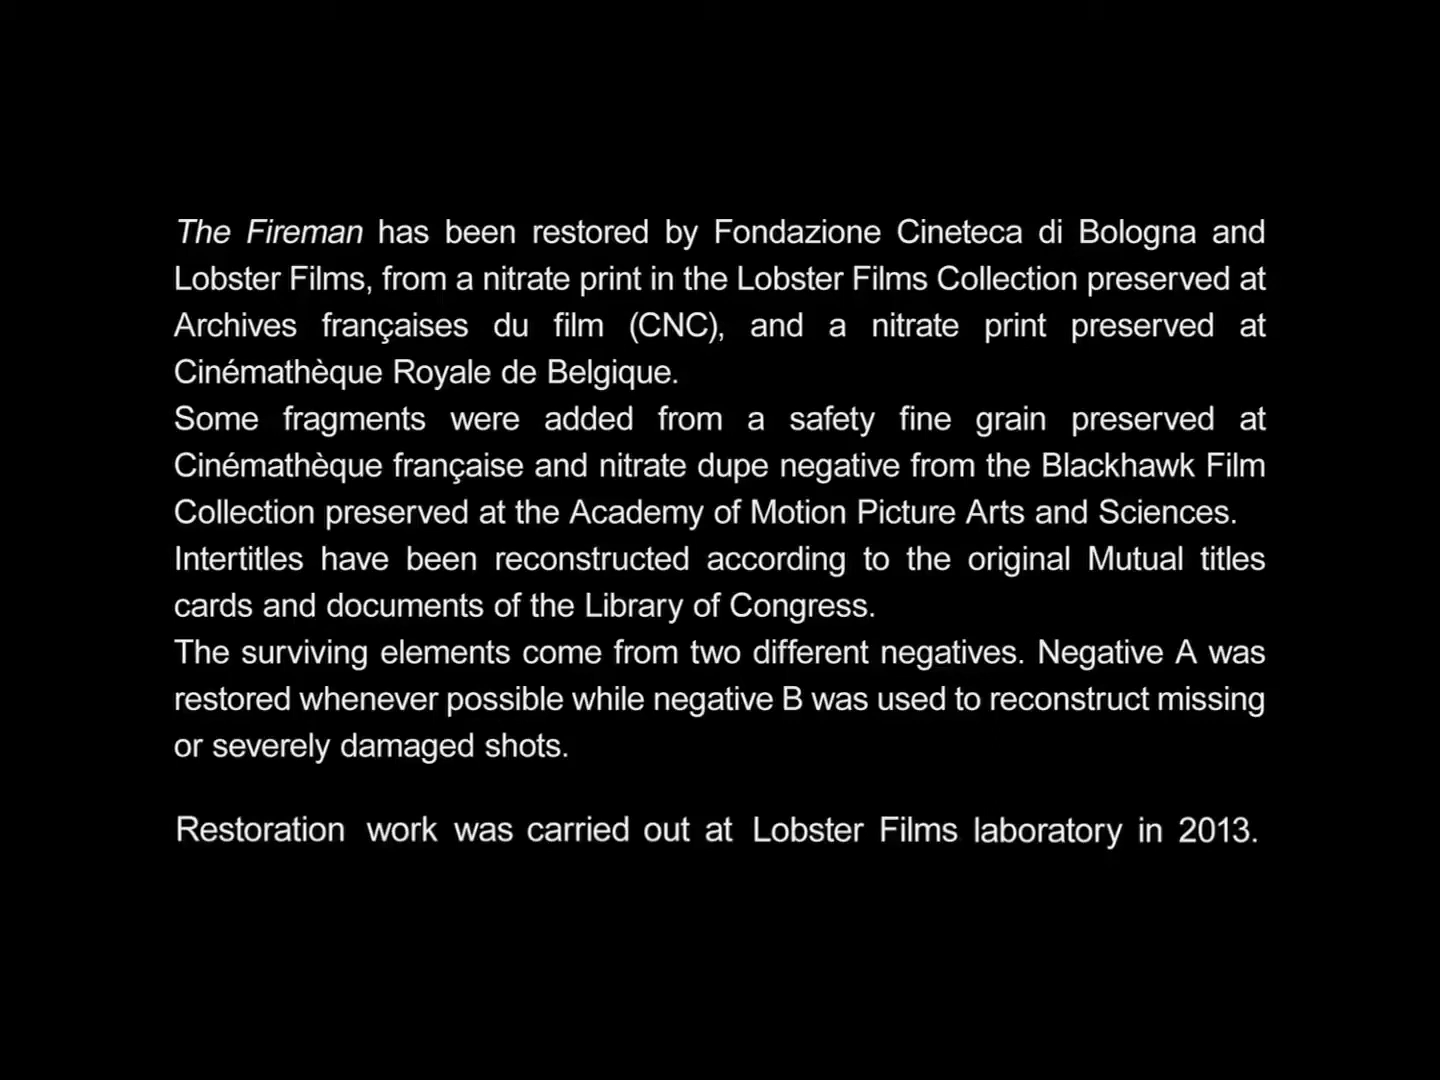 The Fireman has been restored by Fondazione Cineteca di Bologna and
Lobster Films, from a nitrate print in the Lobster Films Collection preserved at
Archives françaises du film (CNC), and a nitrate print preserved at
Cinémathèque Royale de Belgique.
Some fragments were added from a safety fine grain preserved at
Cinémathèque française and nitrate dupe negative from the Blackhawk Film
Collection preserved at the Academy of Motion Picture Arts and Sciences.
Intertitles have been reconstructed according to the original Mutual titles
cards and documents of the Library of Congress.
The surviving elements come from two different negatives. Negative A was
restored whenever possible while negative B was used to reconstruct missing
or severely damaged shots.
Restoration work was carried out at Lobster Films laboratory in 2013.